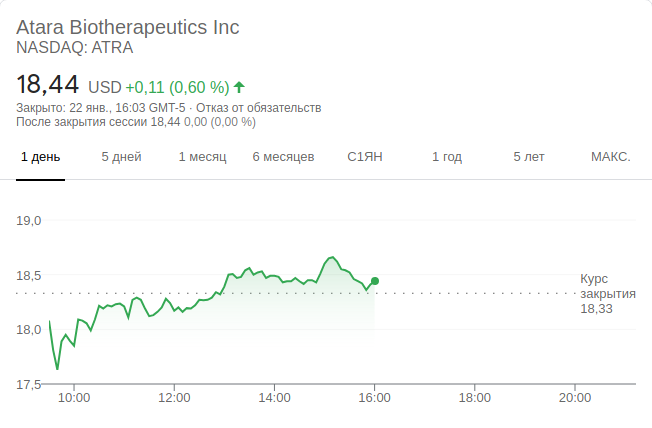 Atara Biotherapeutics Inc
NASDAQ: ATRA
18,44 USD +0,11 (0,60 %)
Закрыто: 22 янв., 16:03 GMT-5 · Отказ от обязательств
После закрытия сессии 18,44 0,00 (0,00 %)
1 день 5 дней 1 месяц 6 месяцев С1ЯН 1 год 5 лет МАКС.
19,0
18,5
18,0
17,5
Курс
закрытия
18,33
10:00 12:00 14:00 16:00 18:00 20:00